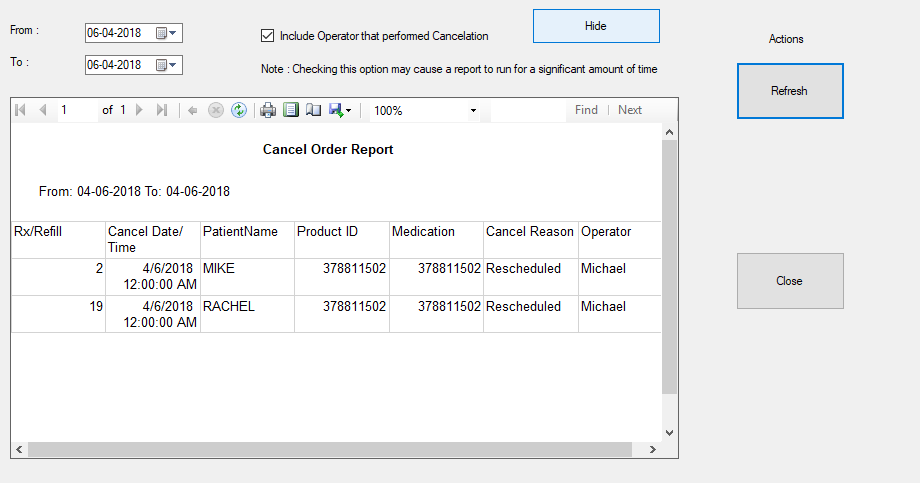 From :
06-04-2018
To :
06-04-2018
Include Operator that performed Cancelation
Note : Checking this option may cause a report to run for a significant amount of time
Hide
Actions
Refresh
Close
1 of 1
100%
Find | Next
Cancel Order Report
From: 04-06-2018 To: 04-06-2018
Rx/Refill Cancel Date/ PatientName Product ID Medication Cancel Reason Operator
Time
2 4/6/2018 MIKE 378811502 378811502 Rescheduled Michael
12:00:00 AM
19 4/6/2018 RACHEL 378811502 378811502 Rescheduled Michael
12:00:00 AM